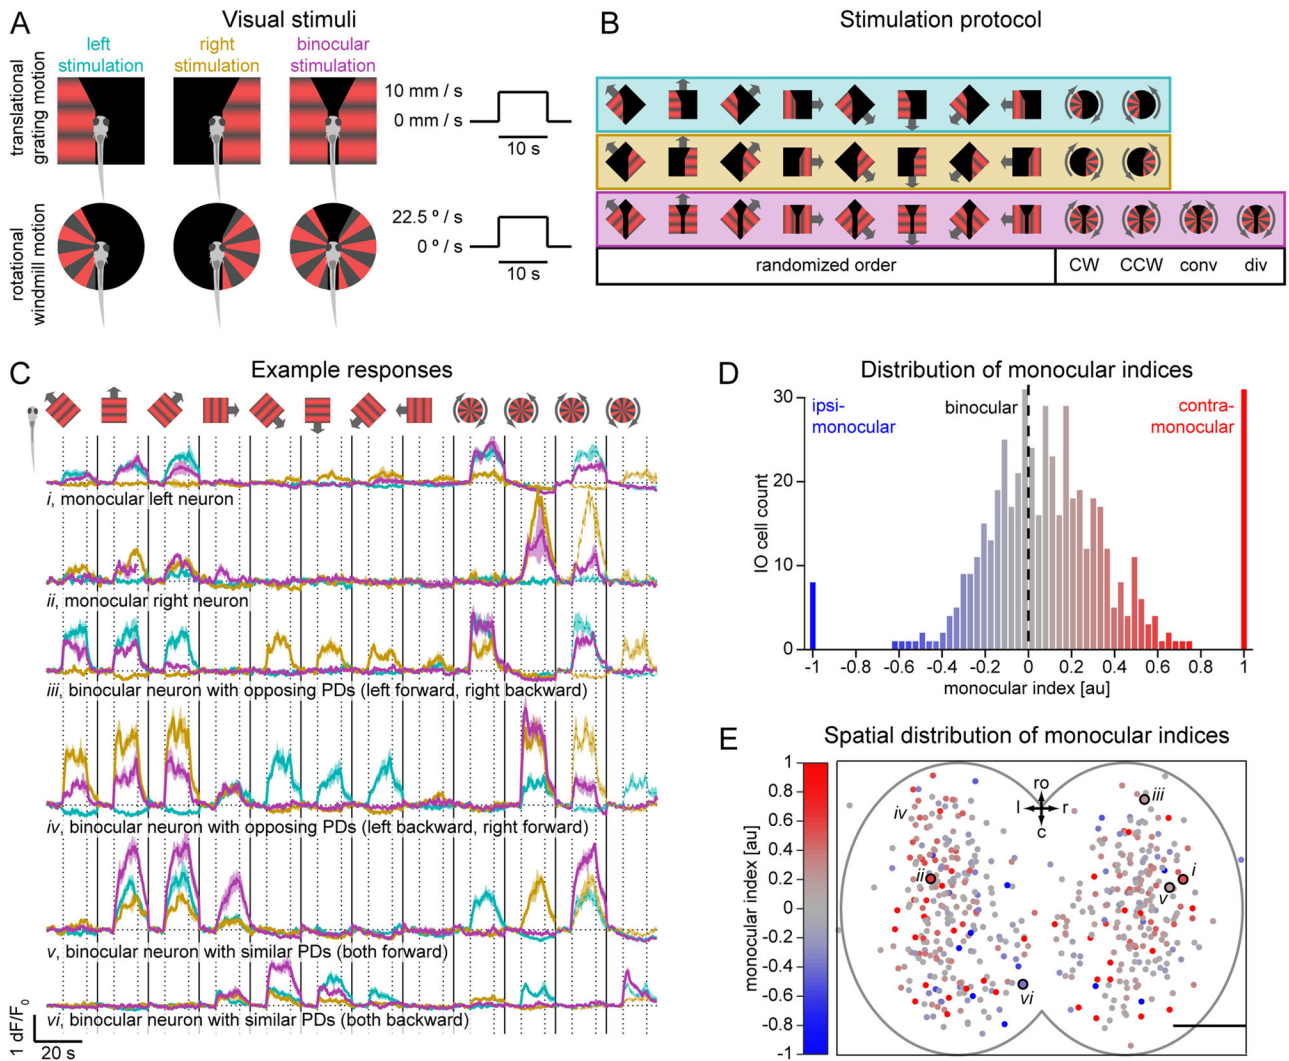 A
Visual stimuli
left
stimulation
right
stimulation
binocular
stimulation
translational
grating motion
10 mm / s
0 mm / s
10 s
rotational
windmill motion
22.5 º / s
0 º / s
10 s
B
Stimulation protocol
randomized order
CW
CCW
conv
div
C
Example responses
i, monocular left neuron
ii, monocular right neuron
iii, binocular neuron with opposing PDs (left forward, right backward)
iv, binocular neuron with opposing PDs (left backward, right forward)
v, binocular neuron with similar PDs (both forward)
vi, binocular neuron with similar PDs (both backward)
1 dF/F0
20 s
D
Distribution of monocular indices
ipsi-
monocular
binocular
contra-
monocular
IO cell count
30
20
10
0
-1
-0.8
-0.6
-0.4
-0.2
0
0.2
0.4
0.6
0.8
1
monocular index [au]
E
Spatial distribution of monocular indices
monocular index [au]
1
0.8
0.6
0.4
0.2
0
-0.2
-0.4
-0.6
-0.8
-1
ro
l
r
c
iii
iv
ii
i
v
vi